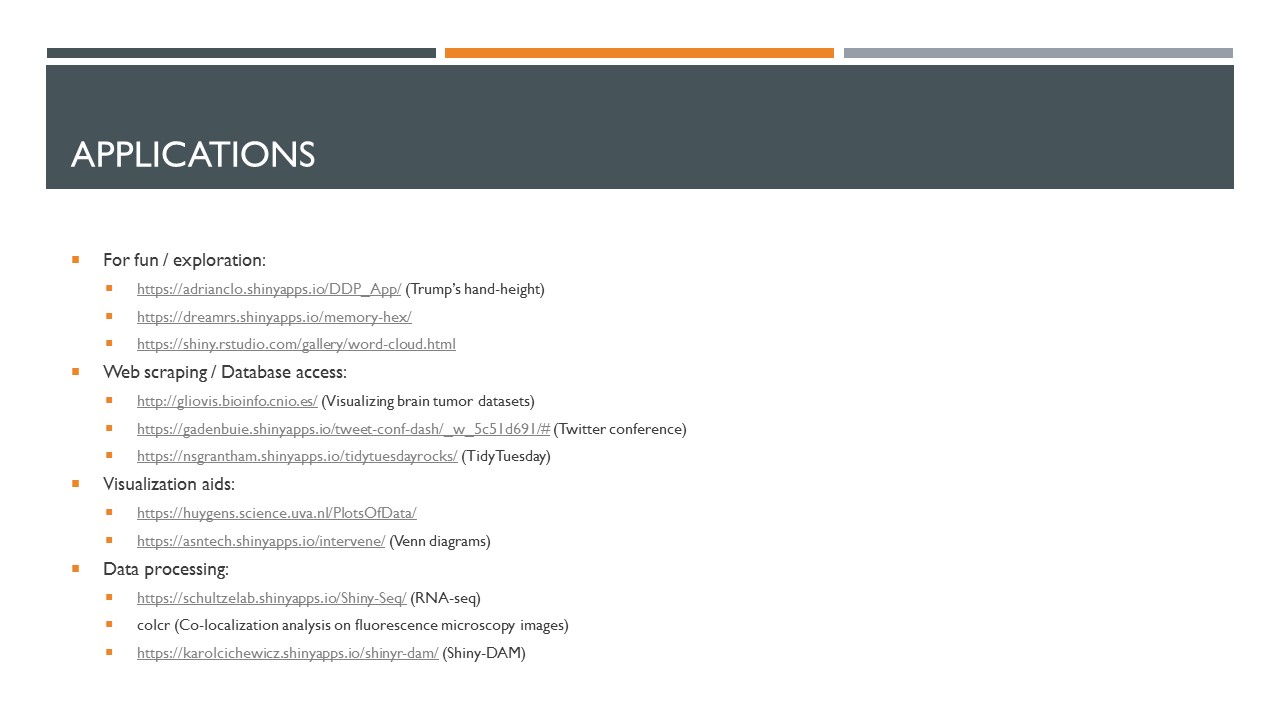 APPLICATIONS
For fun / exploration:
https://adrianclo.shinyapps.io/DDP_App/ (Trump's hand-height)
https://dreamrs.shinyapps.io/memory-hex/
https://shiny.rstudio.com/gallery/word-cloud.html
Web scraping / Database access:
http://gliovis.bioinfo.cnio.es/ (Visualizing brain tumor datasets)
https://gadenbuie.shinyapps.io/tweet-conf-dash/_w_5c51d691/# (Twitter conference)
https://nsgrantham.shinyapps.io/tidytuesdayrocks/ (TidyTuesday)
Visualization aids:
https://huygens.science.uva.nl/PlotsOfData/
https://asntech.shinyapps.io/intervene/ (Venn diagrams)
Data processing:
https://schultzelab.shinyapps.io/Shiny-Seq/ (RNA-seq)
colcr (Co-localization analysis on fluorescence microscopy images)
https://karolcichewicz.shinyapps.io/shinyr-dam/ (Shiny-DAM)